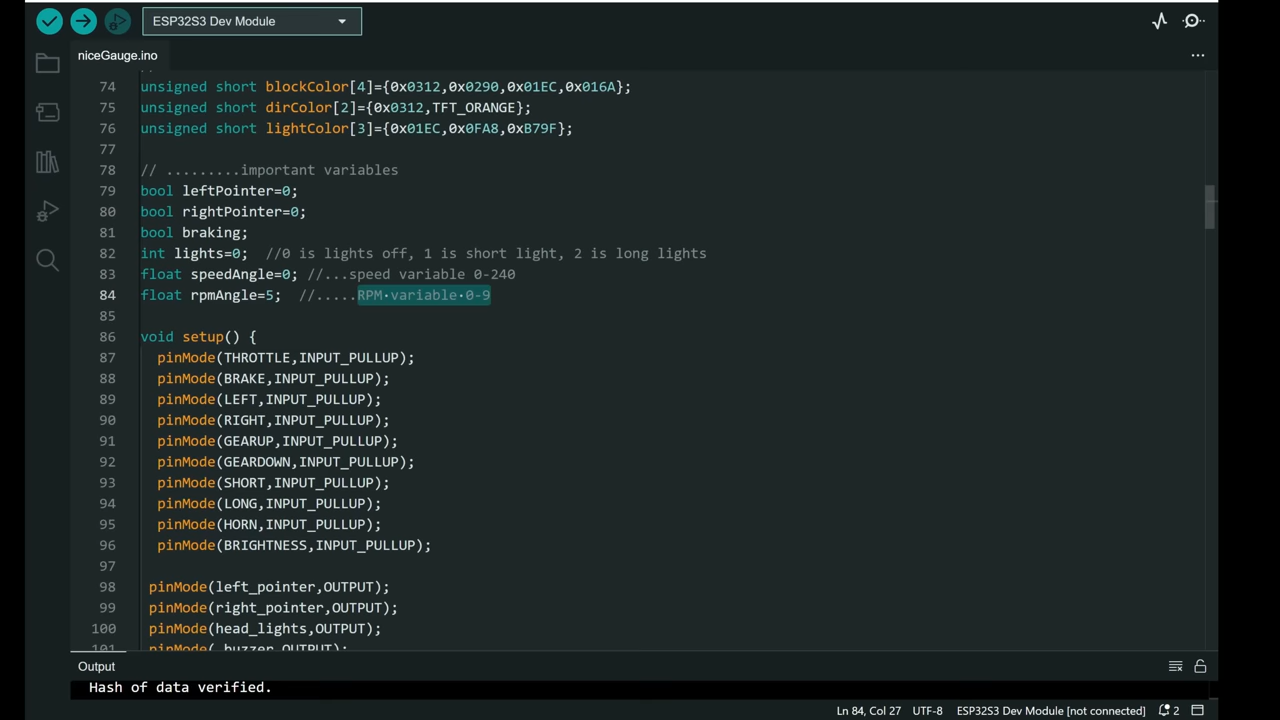 ESP32S3 Dev Module
niceGauge.ino
74 unsigned short blockColor[4]={0x0312,0x0290,0x01EC,0x016A};
75 unsigned short dirColor[2]={0x0312,TFT_ORANGE};
76 unsigned short lightColor[3]={0x01EC,0x0FA8,0xB79F};
77
78 // .........important variables
79 bool leftPointer=0;
80 bool rightPointer=0;
81 bool braking;
82 int lights=0;  //0 is lights off, 1 is short light, 2 is long lights
83 float speedAngle=0; //...speed variable 0-240
84 float rpmAngle=5;  //.....RPM·variable·0-9
85
86 void setup() {
87 pinMode(THROTTLE,INPUT_PULLUP);
88 pinMode(BRAKE,INPUT_PULLUP);
89 pinMode(LEFT,INPUT_PULLUP);
90 pinMode(RIGHT,INPUT_PULLUP);
91 pinMode(GEARUP,INPUT_PULLUP);
92 pinMode(GEARDOWN,INPUT_PULLUP);
93 pinMode(SHORT,INPUT_PULLUP);
94 pinMode(LONG,INPUT_PULLUP);
95 pinMode(HORN,INPUT_PULLUP);
96 pinMode(BRIGHTNESS,INPUT_PULLUP);
97
98 pinMode(left_pointer,OUTPUT);
99 pinMode(right_pointer,OUTPUT);
100 pinMode(head_lights,OUTPUT);
101 pinMode( buzzer,OUTPUT);
Output
Hash of data verified.
Ln 84, Col 27 UTF-8 ESP32S3 Dev Module [not connected] 2